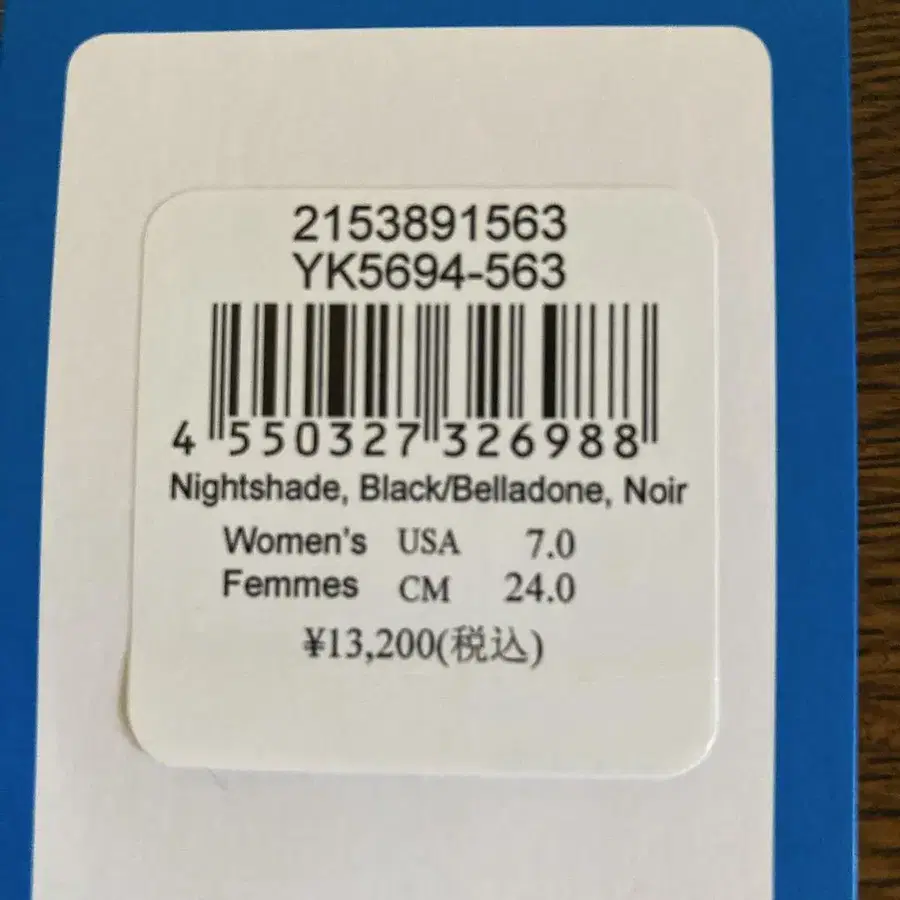 2153891563
YK5694-563
4 550327 326988
Nightshade, Black/Belladone, Noir
Women's USA 7.0
Femmes CM 24.0
¥13,200(税込)